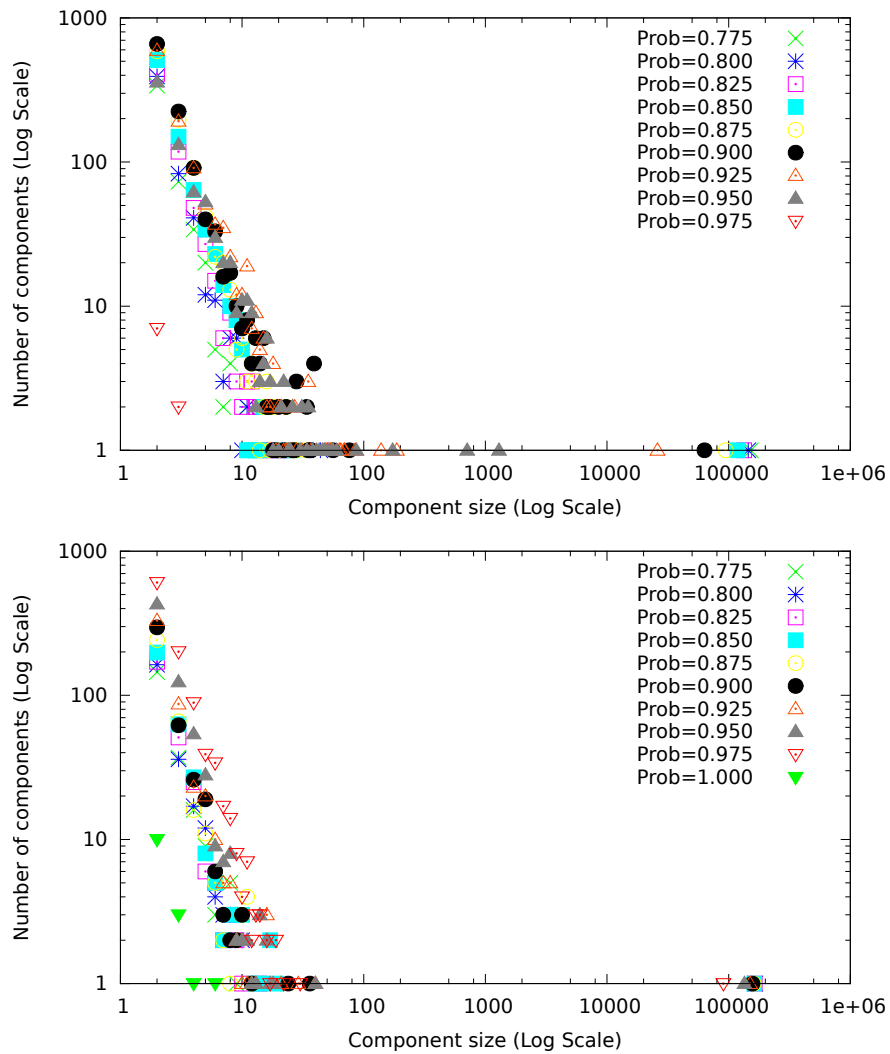 1000
Prob=0.775
Prob=0.800
Prob=0.825
Prob=0.850
Prob=0.875
Prob=0.900
Prob=0.925
Prob=0.950
Prob=0.975
100
10
1
Number of components (Log Scale)
1 10 100 1000 10000 100000 1e+06
Component size (Log Scale)
1000
Prob=0.775
Prob=0.800
Prob=0.825
Prob=0.850
Prob=0.875
Prob=0.900
Prob=0.925
Prob=0.950
Prob=0.975
Prob=1.000
100
10
1
Number of components (Log Scale)
1 10 100 1000 10000 100000 1e+06
Component size (Log Scale)